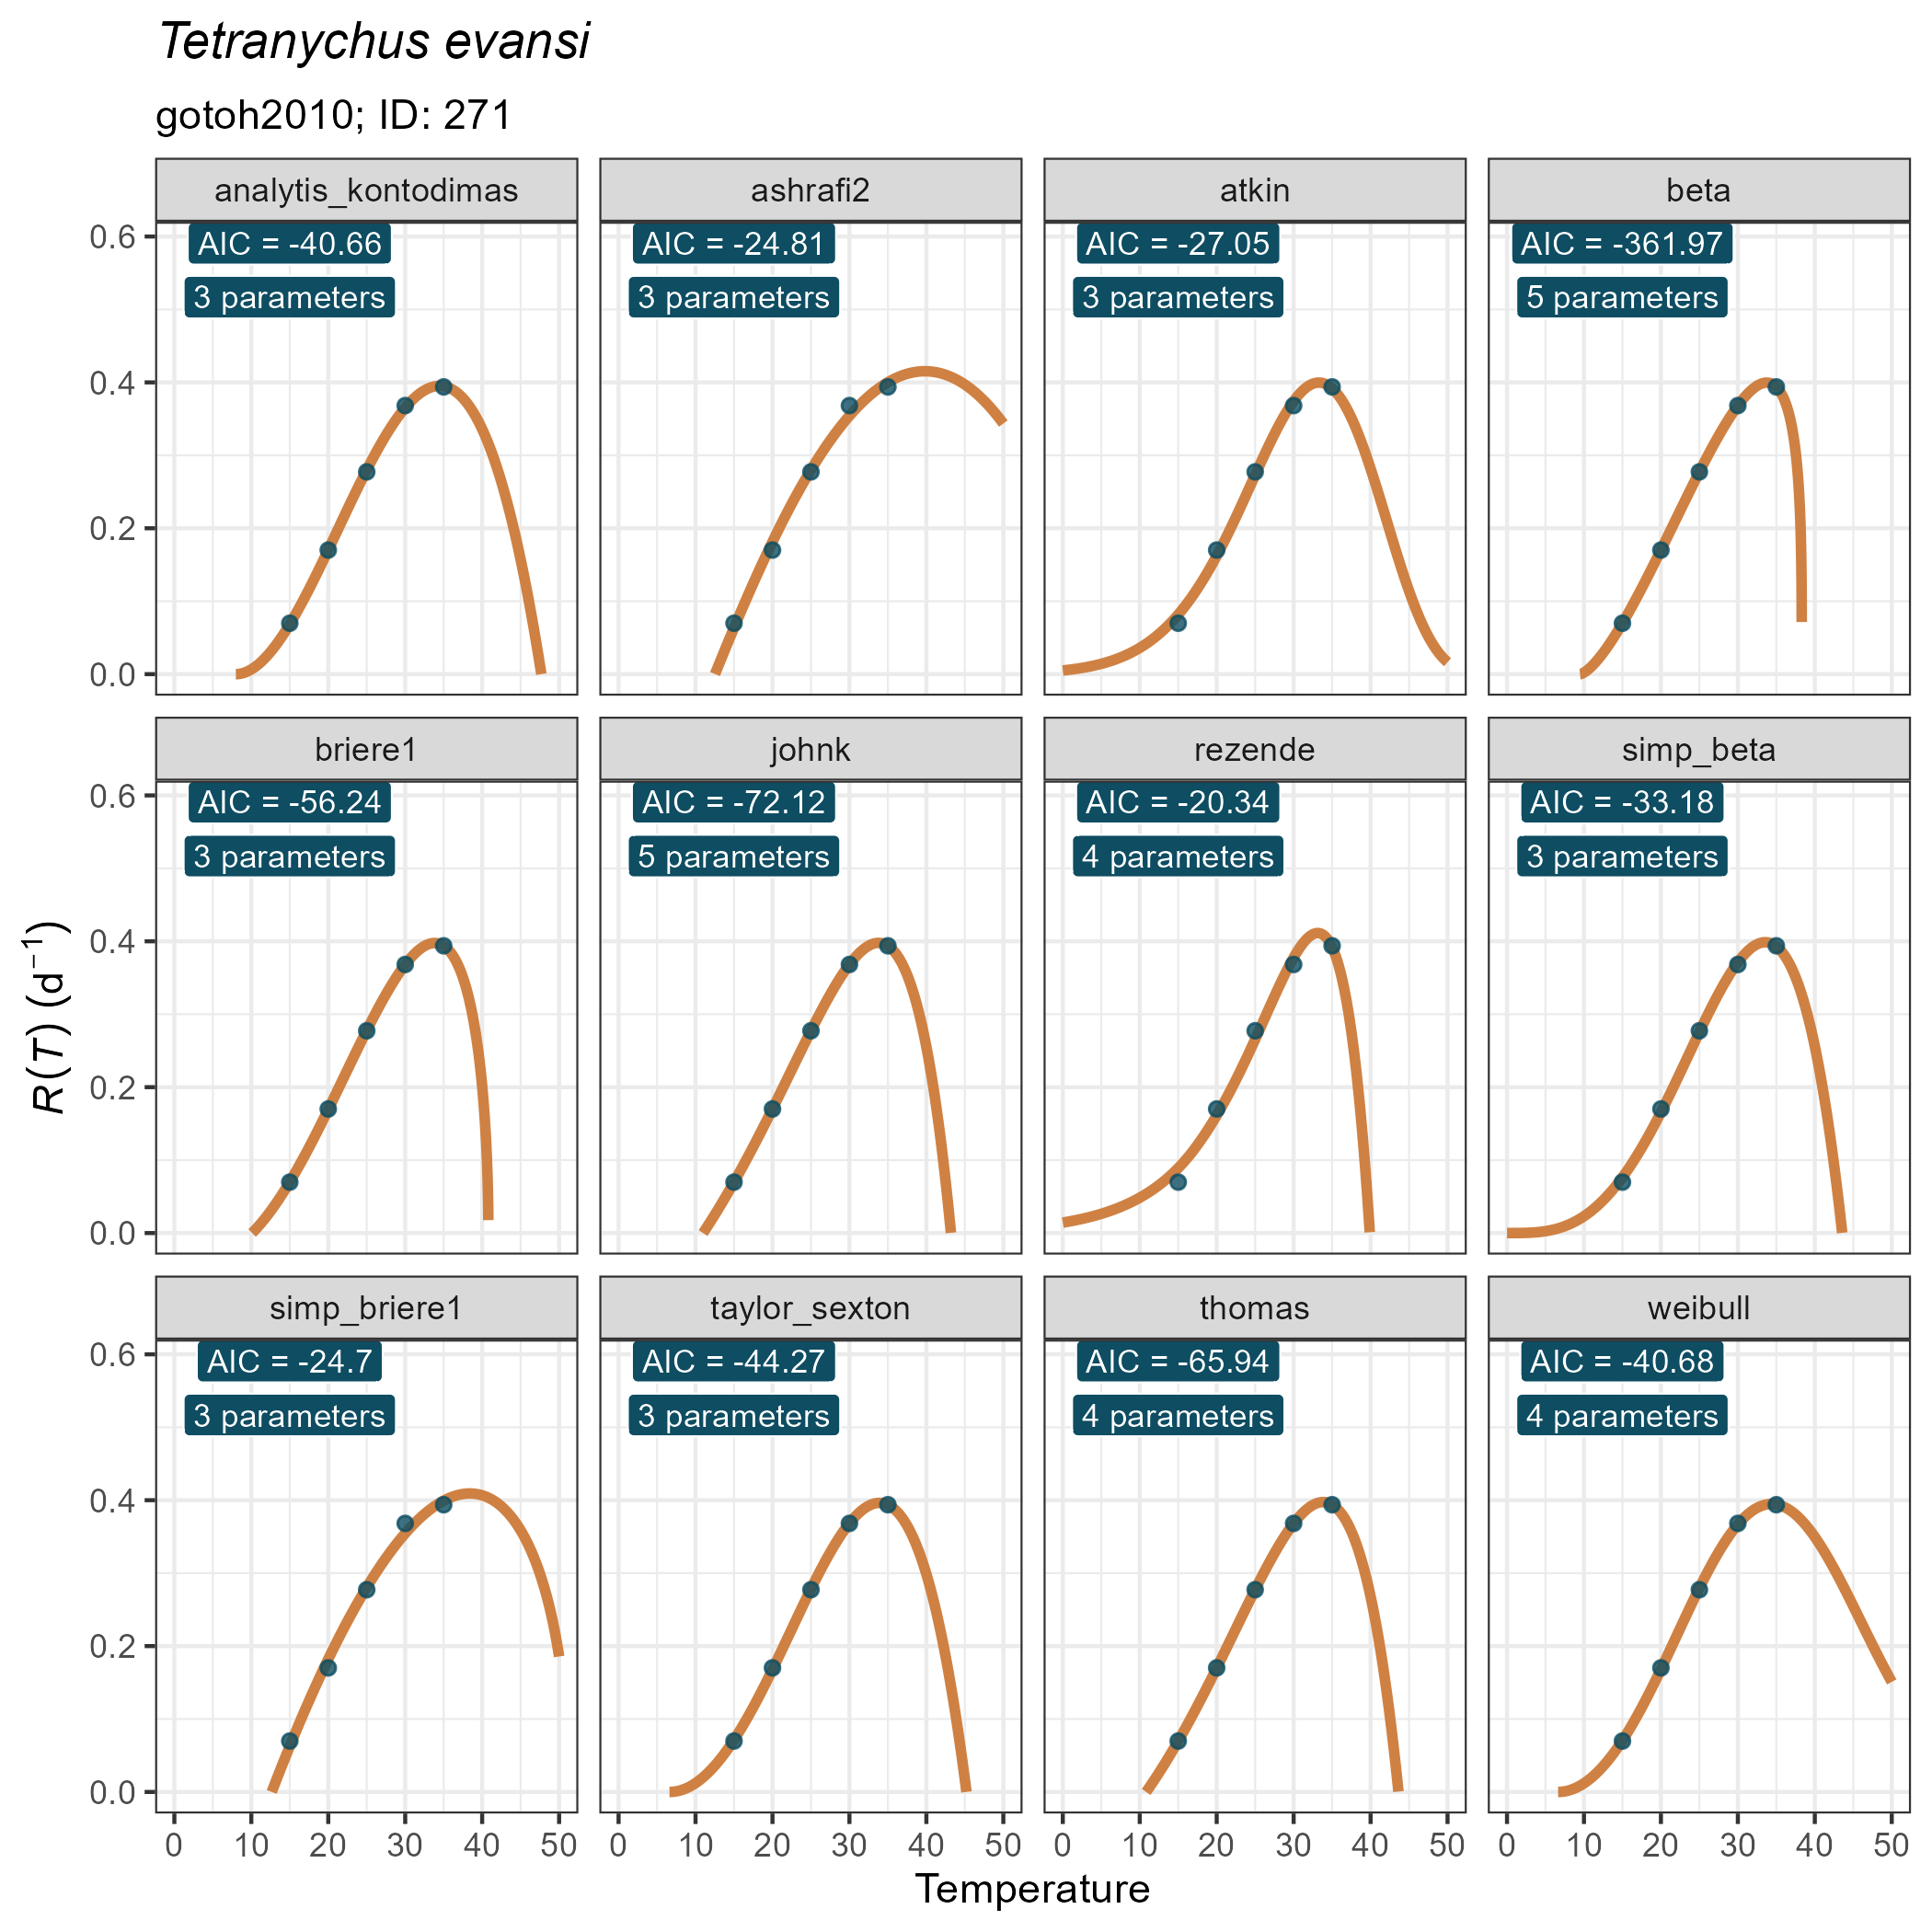 Tetranychus evansi
gotoh2010; ID: 271
analytis_kontodimas
ashrafi2
atkin
beta
AIC = -40.66
3 parameters
AIC = -24.81
3 parameters
AIC = -27.05
3 parameters
AIC = -361.97
5 parameters
0.6
0.4
0.2
0.0
briere1
johnk
rezende
simp_beta
AIC = -56.24
3 parameters
AIC = -72.12
5 parameters
AIC = -20.34
4 parameters
AIC = -33.18
3 parameters
0.6
0.4
0.2
0.0
R(T) (d⁻¹)
simp_briere1
taylor_sexton
thomas
weibull
AIC = -24.7
3 parameters
AIC = -44.27
3 parameters
AIC = -65.94
4 parameters
AIC = -40.68
4 parameters
0.6
0.4
0.2
0.0
0 10 20 30 40 50
0 10 20 30 40 50
0 10 20 30 40 50
0 10 20 30 40 50
Temperature